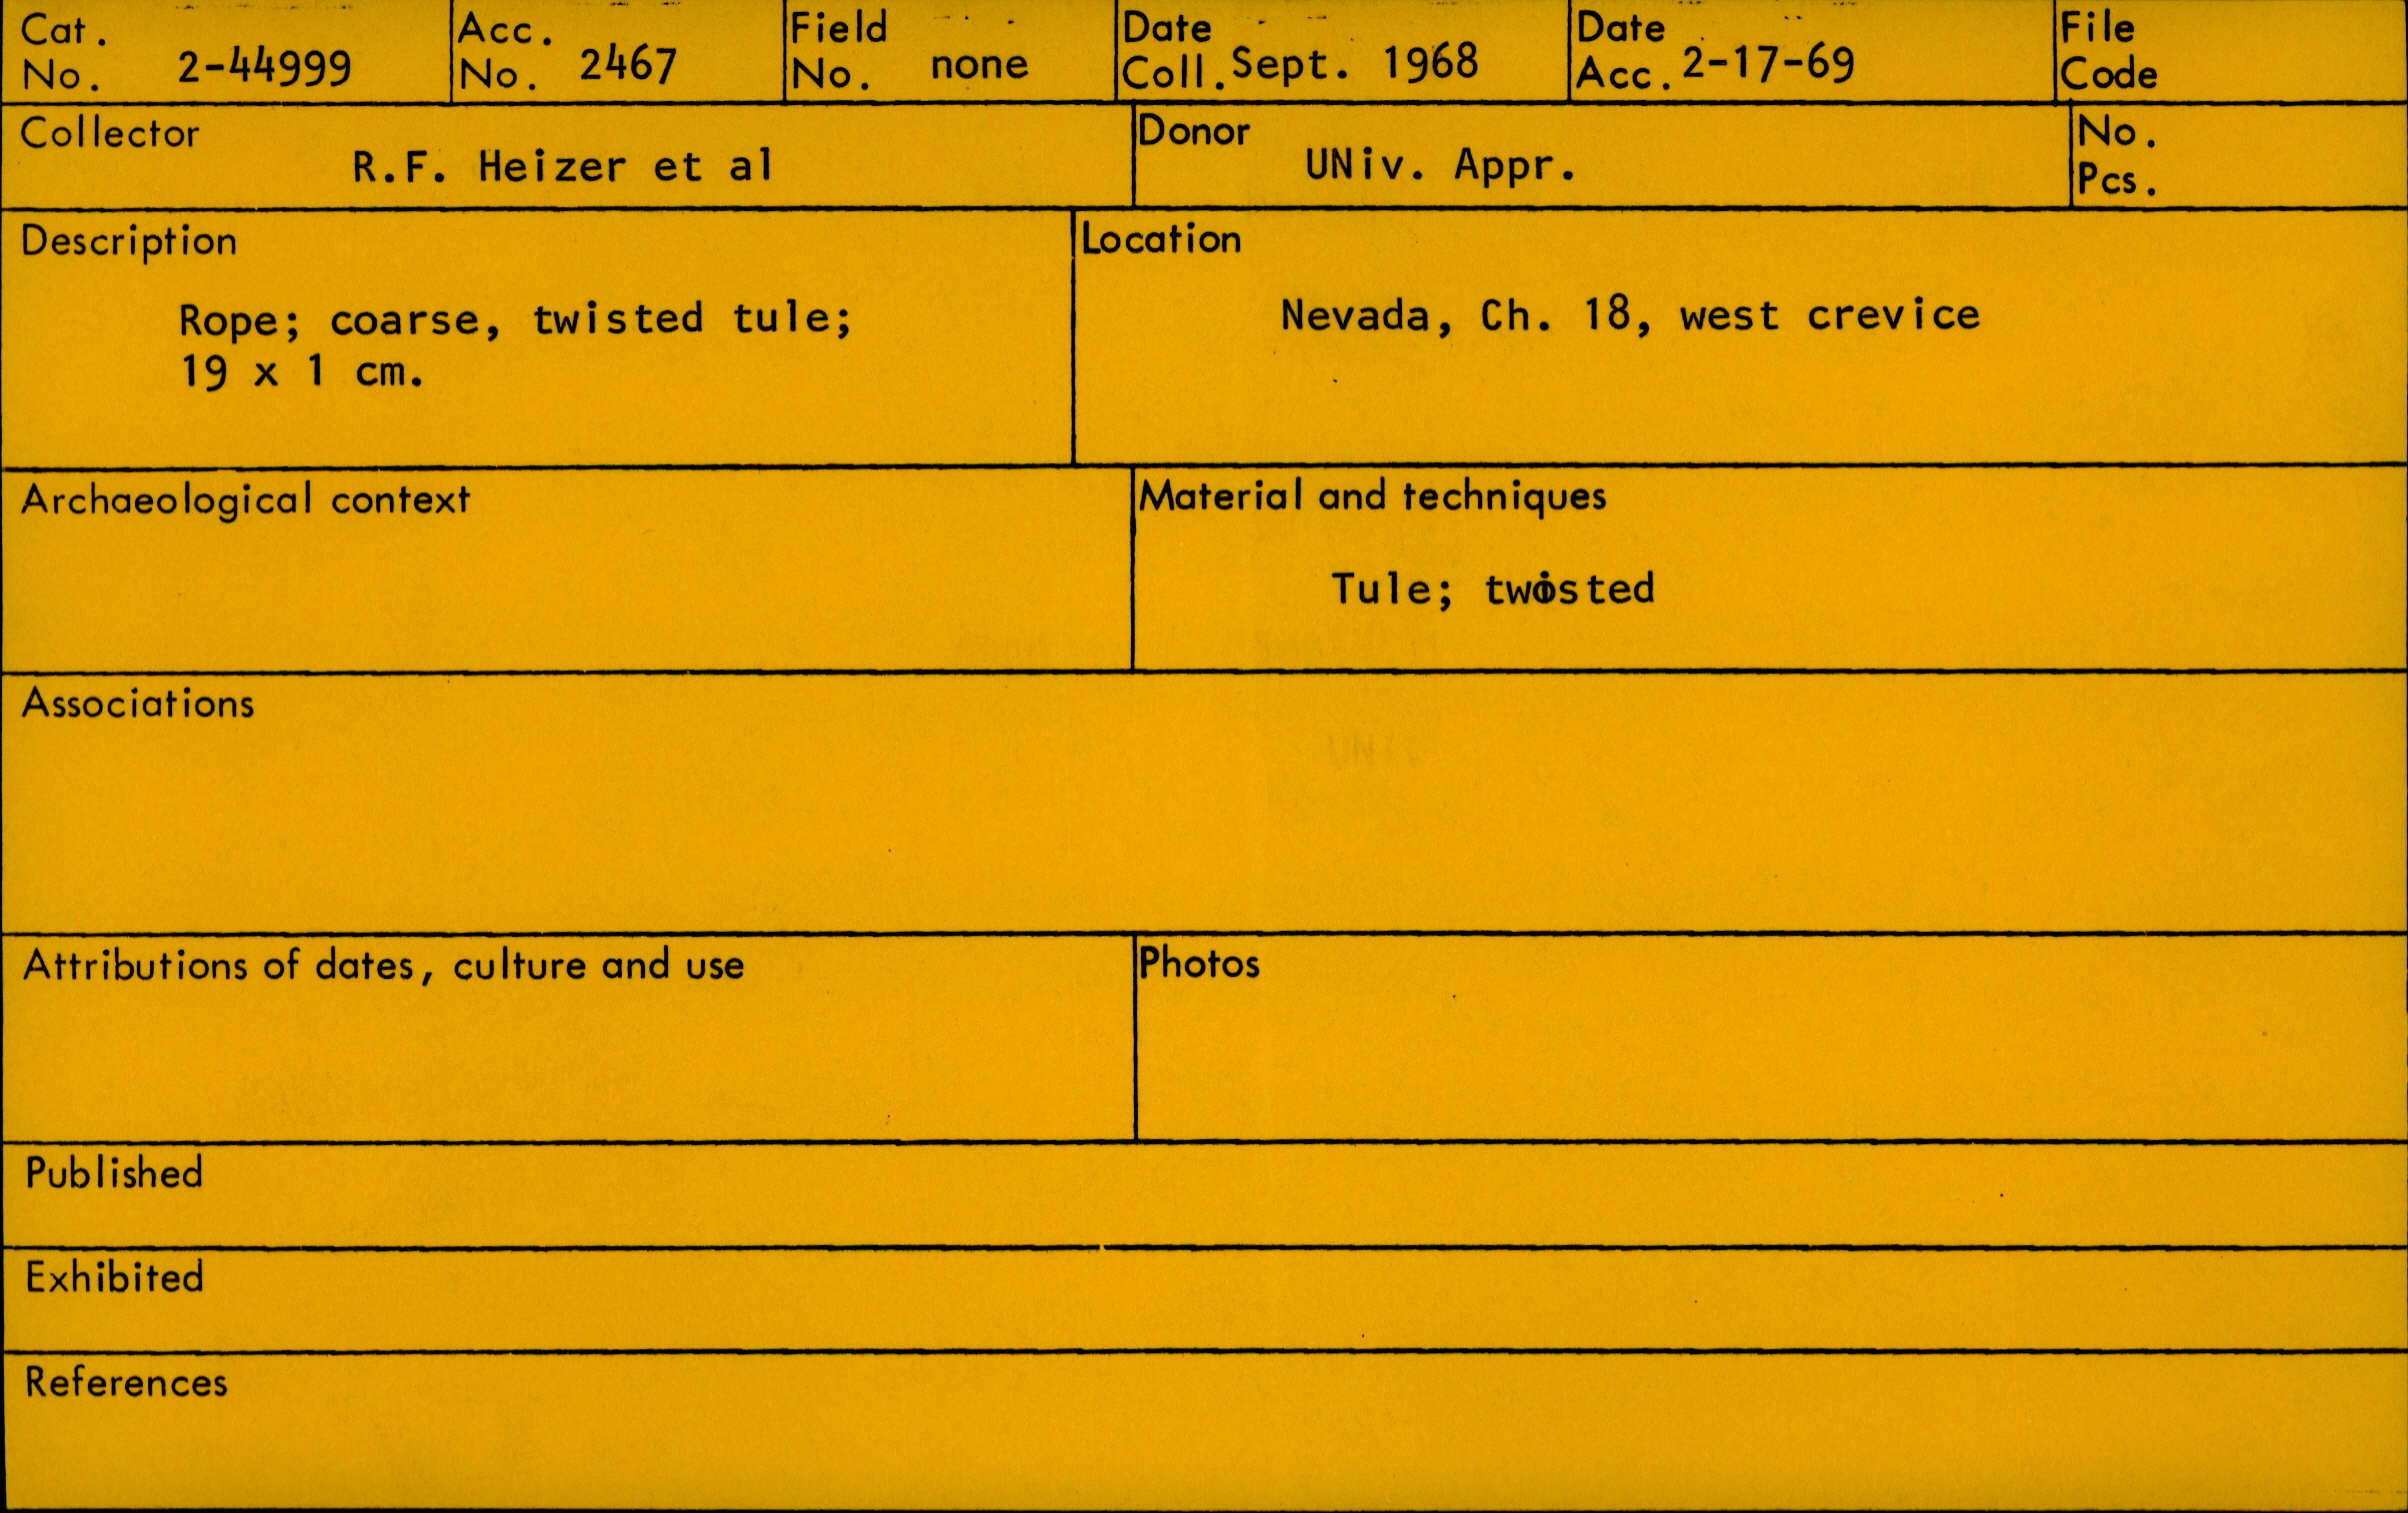 Cat. No. 2-44999
Acc. No. 2467
Field No. none
Date Coll. Sept. 1968
Date Acc. 2-17-69
File Code
Collector
R.F. Heizer et al
Donor
UNiv. Appr.
No. Pcs.
Description
Rope; coarse, twisted tule;
19 x 1 cm.
Location
Nevada, Ch. 18, west crevice
Archaeological context
Material and techniques
Tule; twisted
Associations
Attributions of dates, culture and use
Photos
Published
Exhibited
References